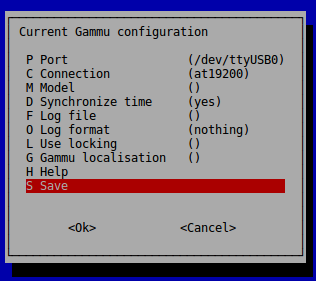 Current Gammu configuration
P Port (/dev/ttyUSB0)
C Connection (at19200)
M Model ()
D Synchronize time (yes)
F Log file ()
O Log format (nothing)
L Use locking ()
G Gammu localisation ()
H Help
S Save
<Ok> <Cancel>